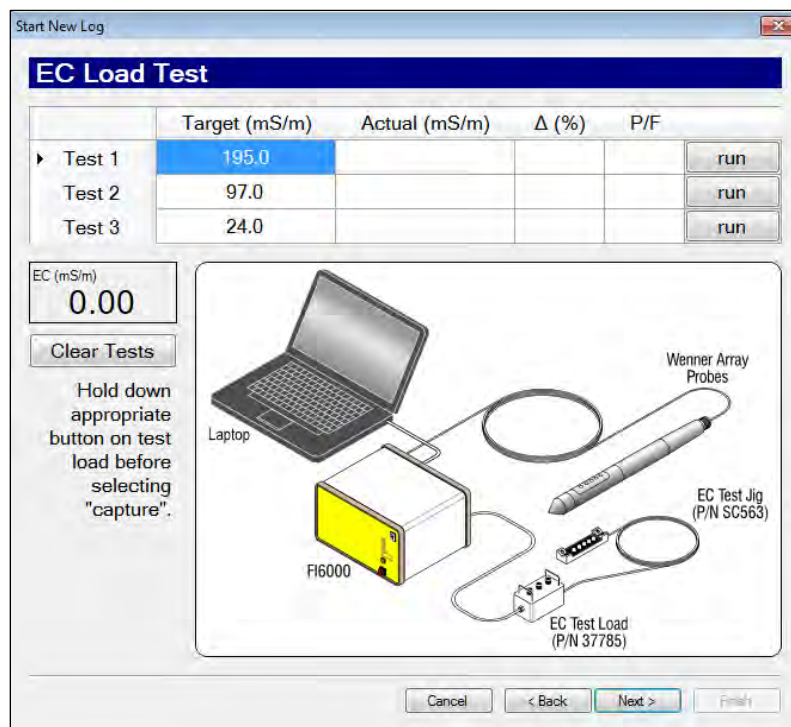 Start New Log
EC Load Test
Target (mS/m) Actual (mS/m) Δ (%) P/F
Test 1 195.0 run
Test 2 97.0 run
Test 3 24.0 run
EC (mS/m)
0.00
Clear Tests
Hold down
appropriate
button on test
load before
selecting
"capture".
Laptop
Wenner Array
Probes
EC Test Jig
(P/N SC563)
FI6000
EC Test Load
(P/N 37785)
Cancel < Back Next > Finish